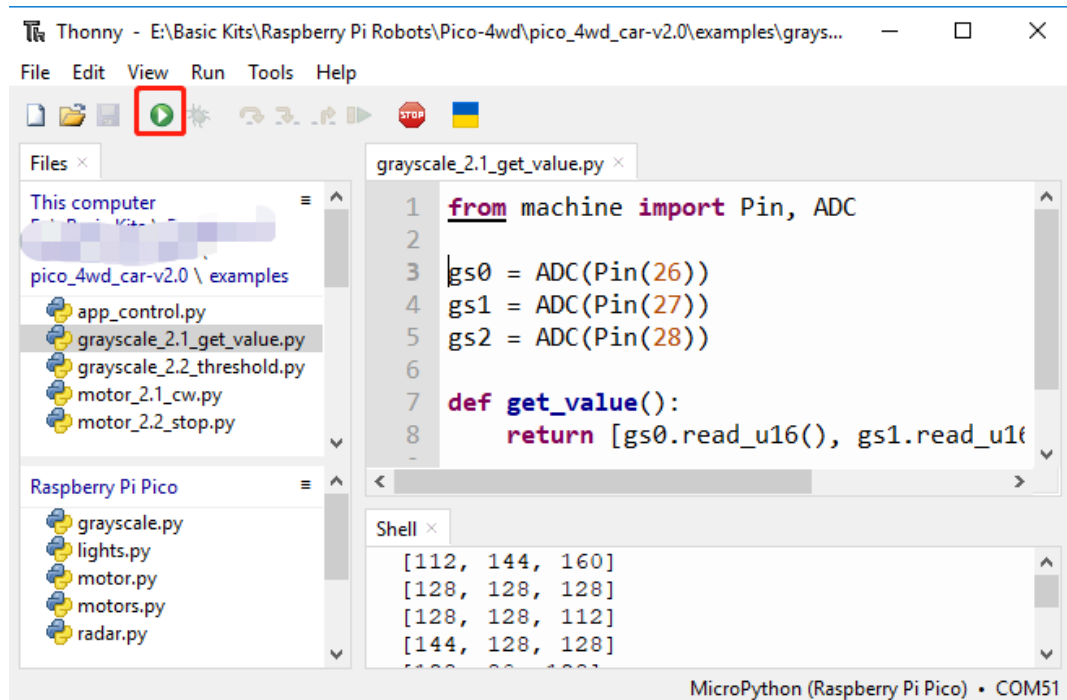 Thonny - E:\Basic Kits\Raspberry Pi Robots\Pico-4wd\pico_4wd_car-v2.0\examples\grays...
File Edit View Run Tools Help
STOP
Files
This computer
pico_4wd_car-v2.0 \ examples
app_control.py
grayscale_2.1_get_value.py
grayscale_2.2_threshold.py
motor_2.1_cw.py
motor_2.2_stop.py
Raspberry Pi Pico
grayscale.py
lights.py
motor.py
motors.py
radar.py
grayscale_2.1_get_value.py
1 from machine import Pin, ADC
2
3 gs0 = ADC(Pin(26))
4 gs1 = ADC(Pin(27))
5 gs2 = ADC(Pin(28))
6
7 def get_value():
8 return [gs0.read_u16(), gs1.read_u16
Shell
[112, 144, 160]
[128, 128, 128]
[128, 128, 112]
[144, 128, 128]
MicroPython (Raspberry Pi Pico) • COM51